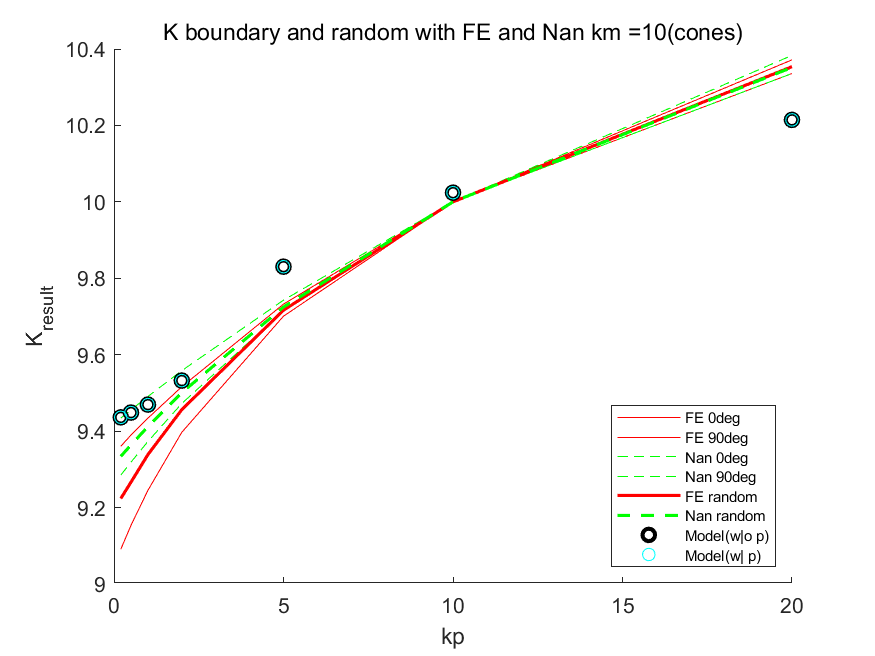 K boundary and random with FE and Nan km =10(cones)
10.4
10.2
10
9.8
9.6
9.4
9.2
9
K_result
0
5
10
15
20
kp
FE 0deg
FE 90deg
Nan 0deg
Nan 90deg
FE random
Nan random
Model(w|o p)
Model(w| p)